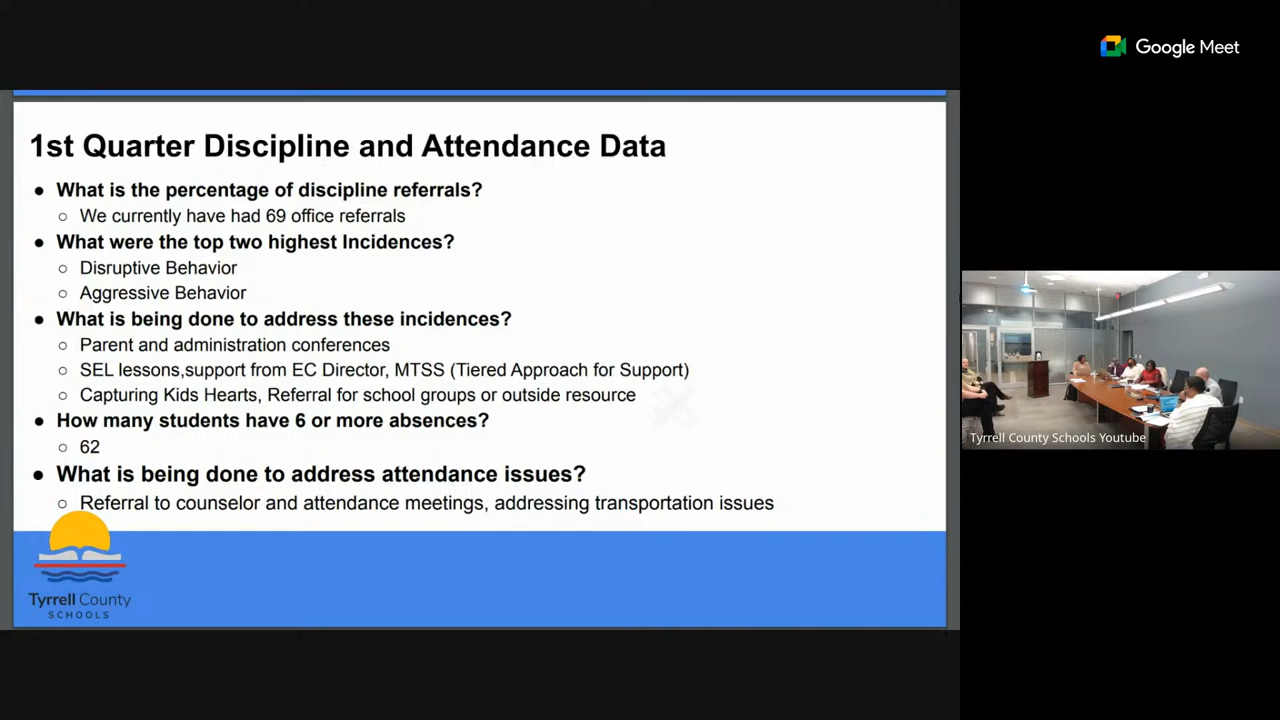 Google Meet
1st Quarter Discipline and Attendance Data
● What is the percentage of discipline referrals?
○ We currently have had 69 office referrals
● What were the top two highest Incidences?
○ Disruptive Behavior
○ Aggressive Behavior
● What is being done to address these incidences?
○ Parent and administration conferences
○ SEL lessons,support from EC Director, MTSS (Tiered Approach for Support)
○ Capturing Kids Hearts, Referral for school groups or outside resource
● How many students have 6 or more absences?
○ 62
● What is being done to address attendance issues?
○ Referral to counselor and attendance meetings, addressing transportation issues
Tyrrell County
SCHOOLS
Tyrrell County Schools Youtube